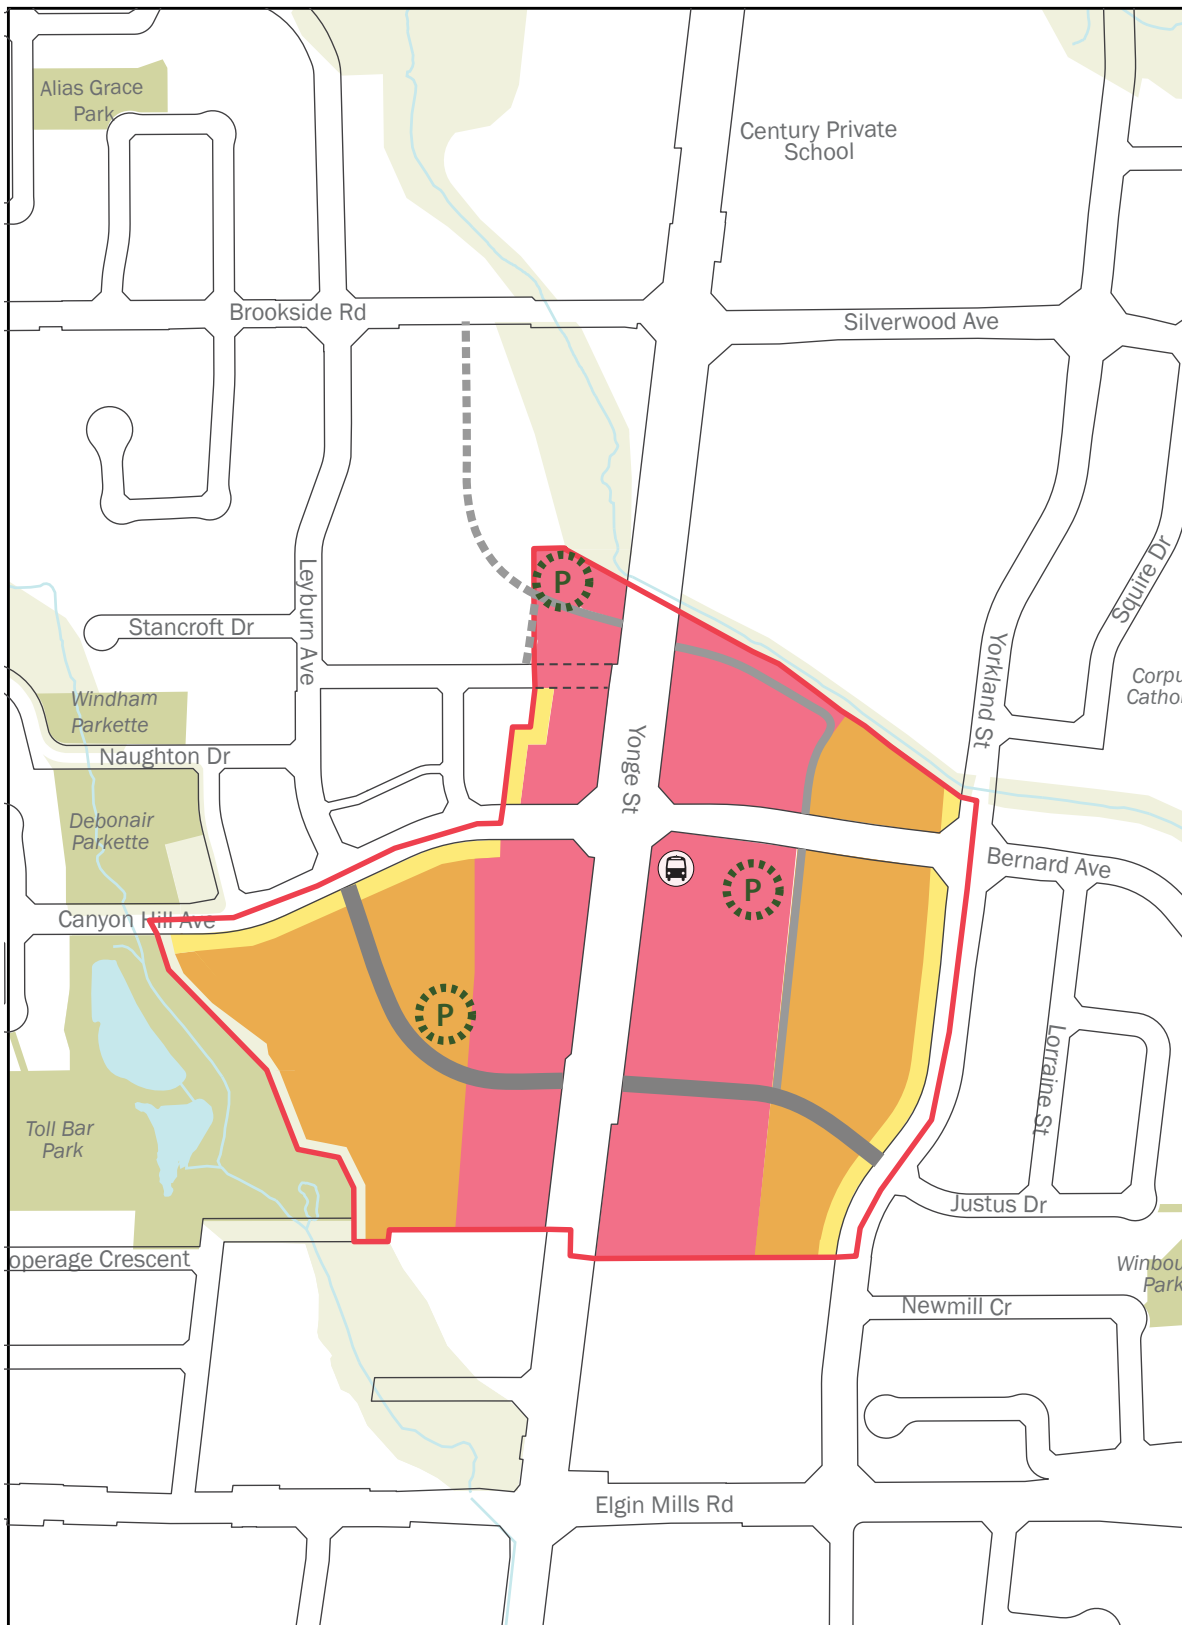 Alias Grace
Park
Century Private
School
Brookside Rd
Silverwood Ave
Squire Dr
Leyburn Ave
P
Stancroft Dr
Yorkland St
Corpu
Catho
Windham
Parkette
Naughton Dr
Yonge St
Debonair
Parkette
Bernard Ave
P
Canyon Hill Ave
P
Lorraine St
Toll Bar
Park
Justus Dr
operage Crescent
Winbou
Park
Newmill Cr
Elgin Mills Rd